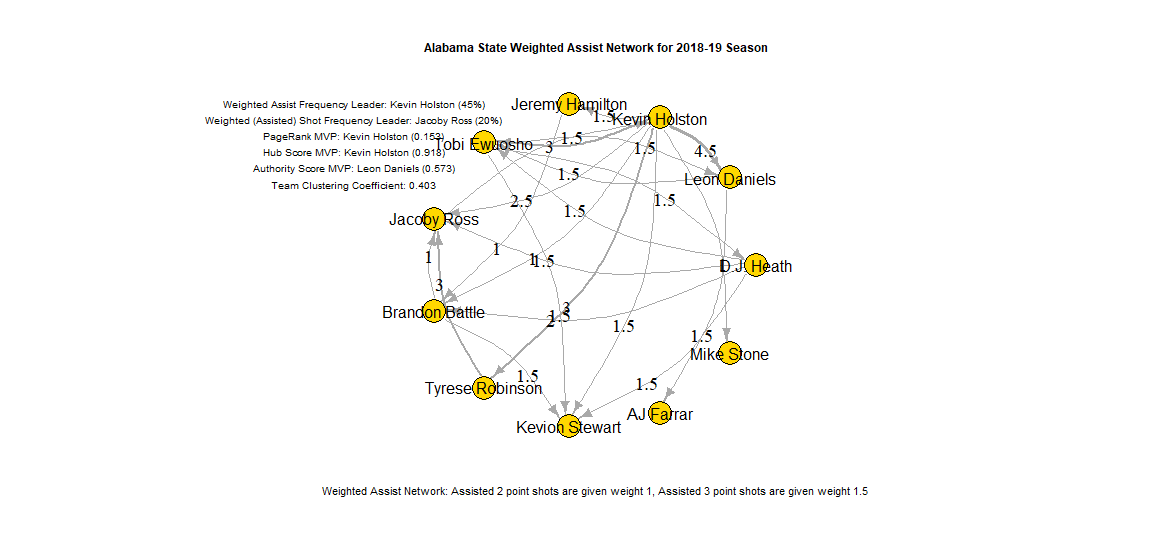 Alabama State Weighted Assist Network for 2018-19 Season
Weighted Assist Frequency Leader: Kevin Holston (45%)
Weighted (Assisted) Shot Frequency Leader: Jacoby Ross (20%)
PageRank MVP: Kevin Holston (0.153)
Hub Score MVP: Kevin Holston (0.918)
Authority Score MVP: Leon Daniels (0.573)
Team Clustering Coefficient: 0.403
Jeremy Hamilton
1.5
Kevin Holston
Tobi Ewuosho
3
1.5
1.5
4.5
Leon Daniels
1.5
2.5
1.5
1.5
Jacoby Ross
1
1
1
1.5
D.J. Heath
3
Brandon Battle
2
1.5
3
1.5
1.5
Mike Stone
1.5
1.5
Tyrese Robinson
AJ Farrar
Kevion Stewart
Weighted Assist Network: Assisted 2 point shots are given weight 1, Assisted 3 point shots are given weight 1.5